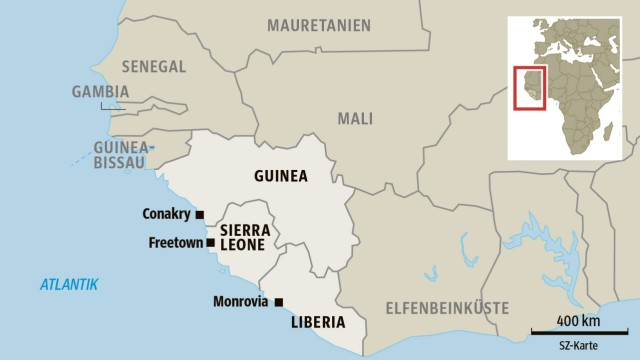 MAURETANIEN
SENEGAL
GAMBIA
MALI
GUINEA-
BISSAU
GUINEA
Conakry
SIERRA
LEONE
Freetown
ATLANTIK
Monrovia
LIBERIA
ELFENBEINKÜSTE
400 km
SZ-Karte